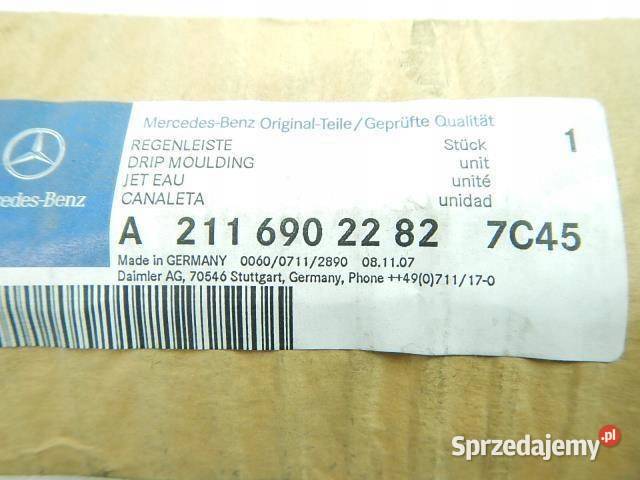 Mercedes-Benz Original-Teile/Geprüfte Qualität
REGENLEISTE Stück 1
DRIP MOULDING unit
JET EAU unité
CANALETA unidad
rcedes-Benz
A 211 690 22 82 7C45
Made in GERMANY 0060/0711/2890 08.11.07
Daimler AG, 70546 Stuttgart, Germany, Phone ++49(0)711/17-0
Sprzedajemy.pl